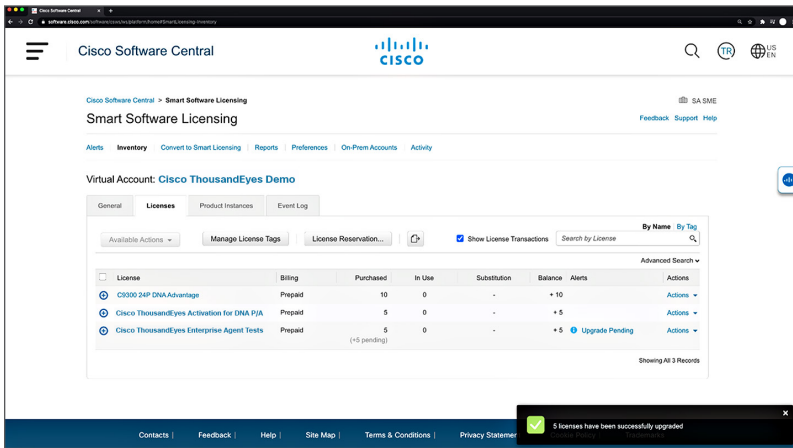 Cisco Software Central
software.cisco.com/software/csws/ws/platform/home#SmartLicensing-Inventory
Cisco Software Central
CISCO
TR
US
EN
Cisco Software Central > Smart Software Licensing
SA SME
Smart Software Licensing
Feedback Support Help
Alerts Inventory Convert to Smart Licensing | Reports | Preferences | On-Prem Accounts Activity
Virtual Account: Cisco ThousandEyes Demo
General Licenses Product Instances Event Log
By Name | By Tag
Available Actions Manage License Tags License Reservation... Show License Transactions Search by License
Advanced Search
License Billing Purchased In Use Substitution Balance Alerts Actions
C9300 24P DNA Advantage Prepaid 10 0 - + 10 Actions
Cisco ThousandEyes Activation for DNA P/A Prepaid 5 0 - + 5 Actions
Cisco ThousandEyes Enterprise Agent Tests Prepaid 5 0 - + 5 Upgrade Pending Actions
(+5 pending)
Showing All 3 Records
5 licenses have been successfully upgraded
Contacts | Feedback | Help | Site Map | Terms & Conditions | Privacy Statemen Cookie Policy | Trademarks